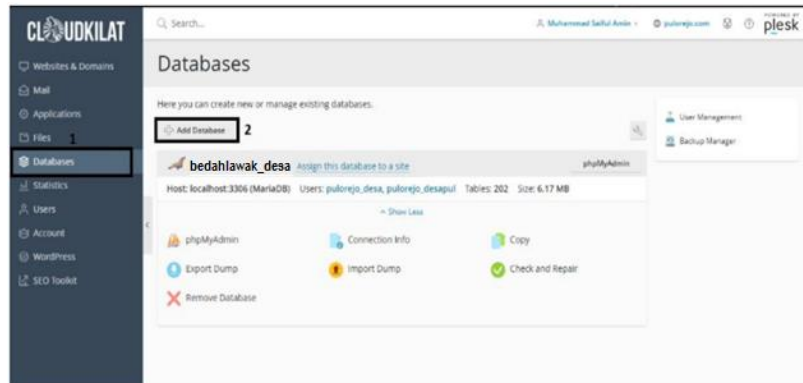 CLOUDKILAT
Search...
Muhammad Saiful Amin
pulorejo.com
POWERED BY
plesk
Websites & Domains
Mail
Applications
Files 1
Databases
Statistics
Users
Account
WordPress
SEO Toolkit
Databases
Here you can create new or manage existing databases.
Add Database 2
bedahlawak_desa Assign this database to a site phpMyAdmin
Host: localhost:3306 (MariaDB) Users: pulorejo_desa, pulorejo_desapul Tables: 202 Size: 6.17 MB
Show Less
phpMyAdmin Connection Info Copy
Export Dump Import Dump Check and Repair
Remove Database
User Management
Backup Manager